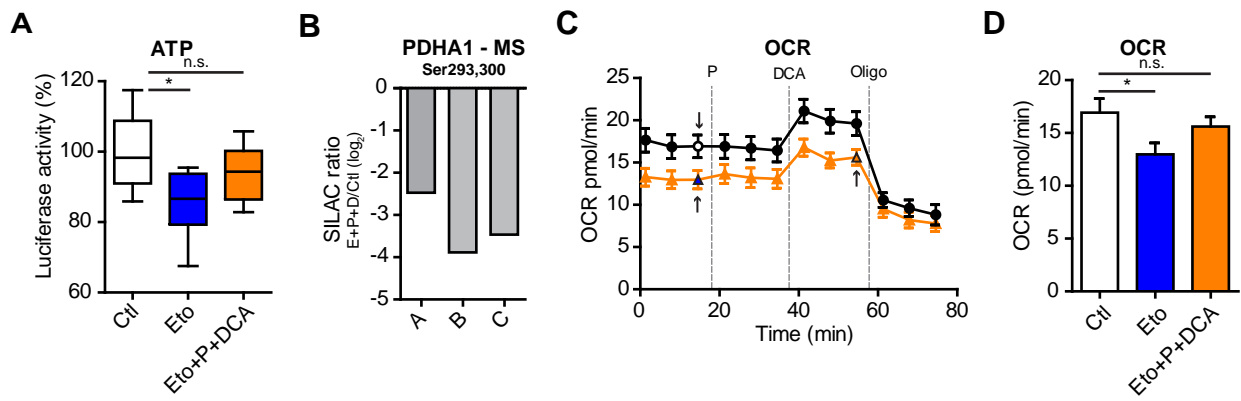 A
ATP
n.s.
*
Luciferase activity (%)
120
100
80
60
Ctl
Eto
Eto+P+DCA
B
PDHA1 - MS
Ser293,300
SILAC ratio
E+P+D/Ctl (log2)
0
-1
-2
-3
-4
-5
A
B
C
C
OCR
P
DCA
Oligo
OCR pmol/min
25
20
15
10
5
0
0
20
40
60
80
Time (min)
D
OCR
n.s.
*
OCR (pmol/min)
20
15
10
5
0
Ctl
Eto
Eto+P+DCA